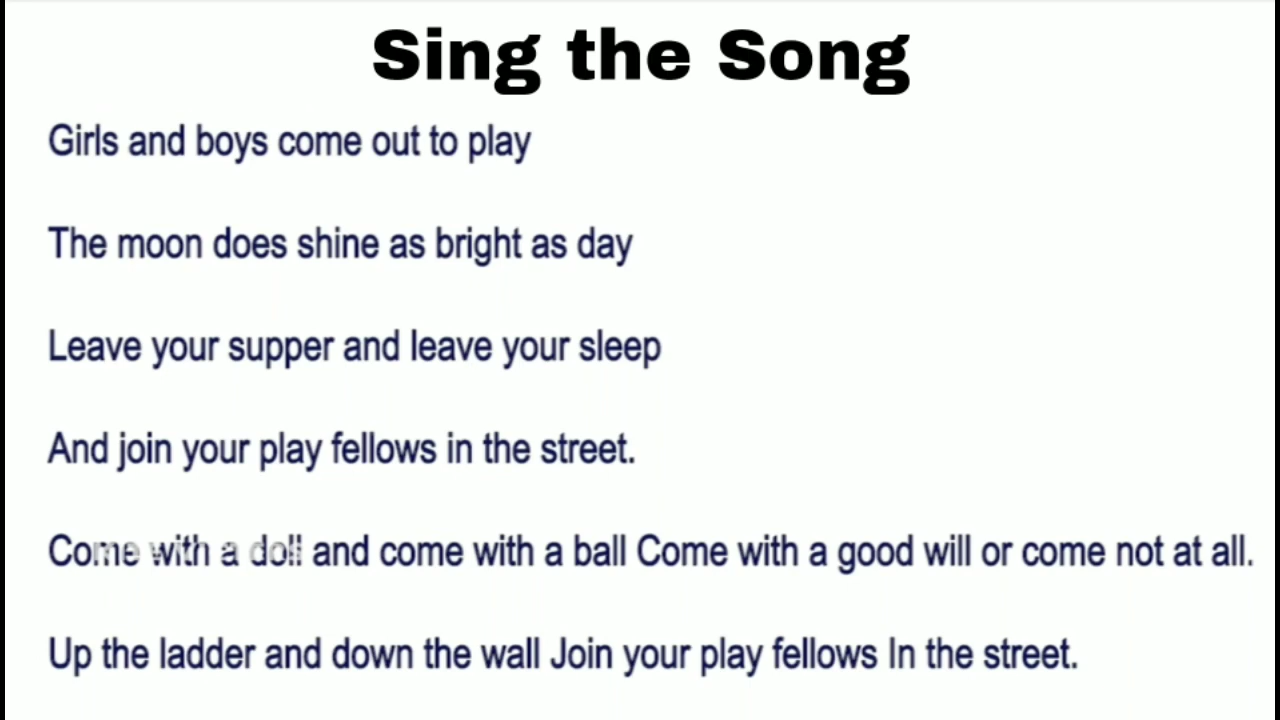 Sing the Song
Girls and boys come out to play
The moon does shine as bright as day
Leave your supper and leave your sleep
And join your play fellows in the street.
Come with a doll and come with a ball Come with a good will or come not at all.
Up the ladder and down the wall Join your play fellows In the street.